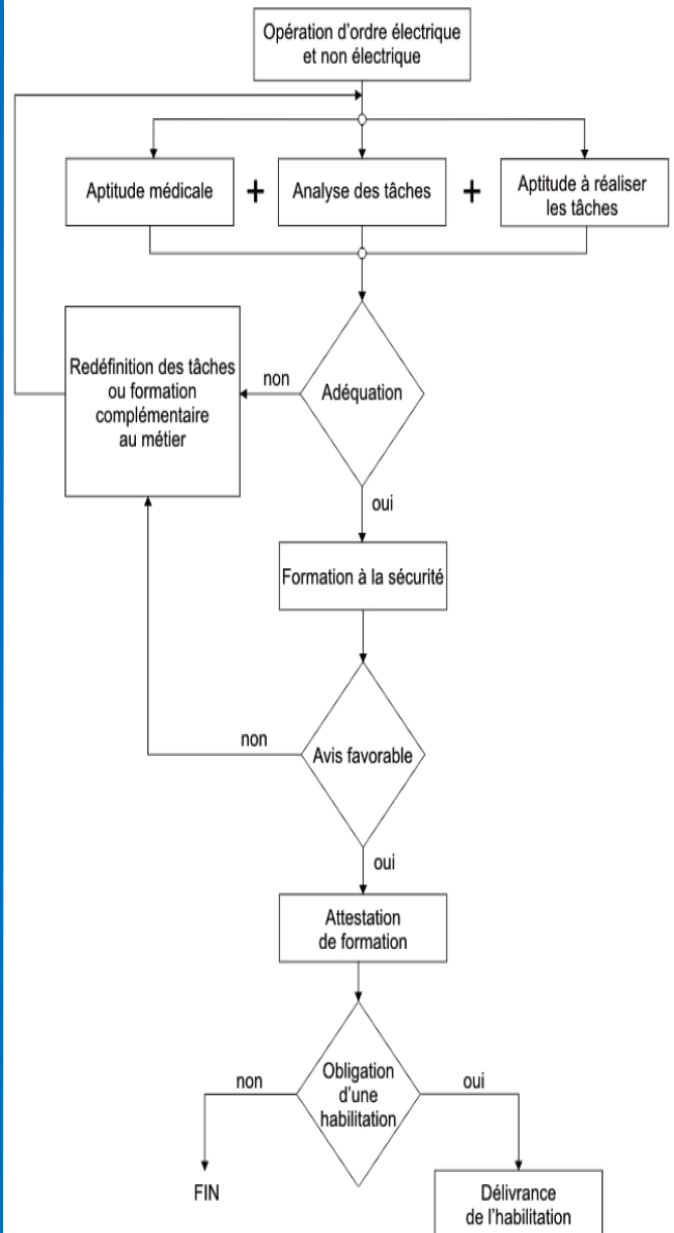 Opération d'ordre électrique
et non électrique
Aptitude médicale
+
Analyse des tâches
+
Aptitude à réaliser
les tâches
Redéfinition des tâches
ou formation
complémentaire
au métier
non
Adéquation
oui
Formation à la sécurité
non
Avis favorable
oui
Attestation
de formation
non
Obligation
d'une
habilitation
oui
FIN
Délivrance
de l'habilitation